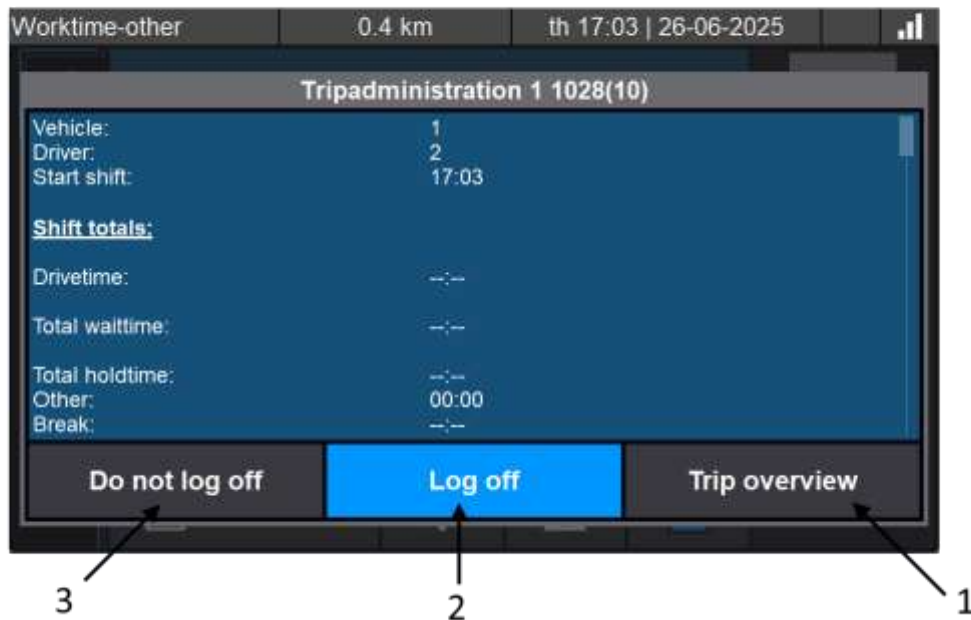 Worktime-other 0.4 km th 17:03 | 26-06-2025
Tripadministration 1 1028(10)
Vehicle: 1
Driver: 2
Start shift: 17:03
Shift totals:
Drivetime: --:--
Total waittime: --:--
Total holdtime: --:--
Other: 00:00
Break: --:--
Do not log off Log off Trip overview
3 2 1